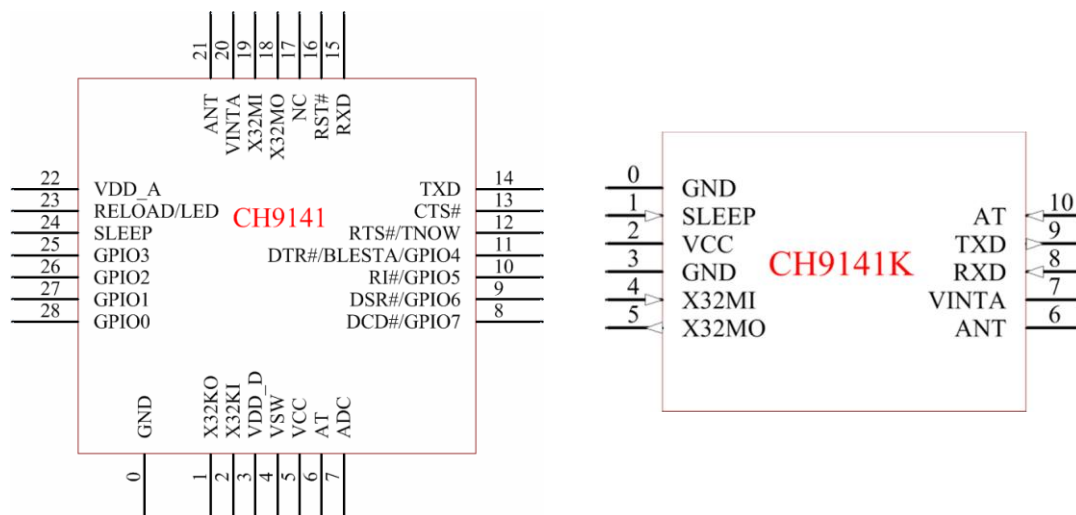 21 20 19 18 17 16 15
ANT VINTA X32MI X32MO NC RST# RXD
22 VDD_A
23 RELOAD/LED
24 SLEEP
25 GPIO3
26 GPIO2
27 GPIO1
28 GPIO0
CH9141
TXD 14
CTS# 13
RTS#/TNOW 12
DTR#/BLESTA/GPIO4 11
RI#/GPIO5 10
DSR#/GPIO6 9
DCD#/GPIO7 8
GND X32KO X32KI VDD_D VSW VCC AT ADC
0 1 2 3 4 5 6 7
0 GND
1 SLEEP
2 VCC
3 GND
4 X32MI
5 X32MO
CH9141K
AT 10
TXD 9
RXD 8
VINTA 7
ANT 6